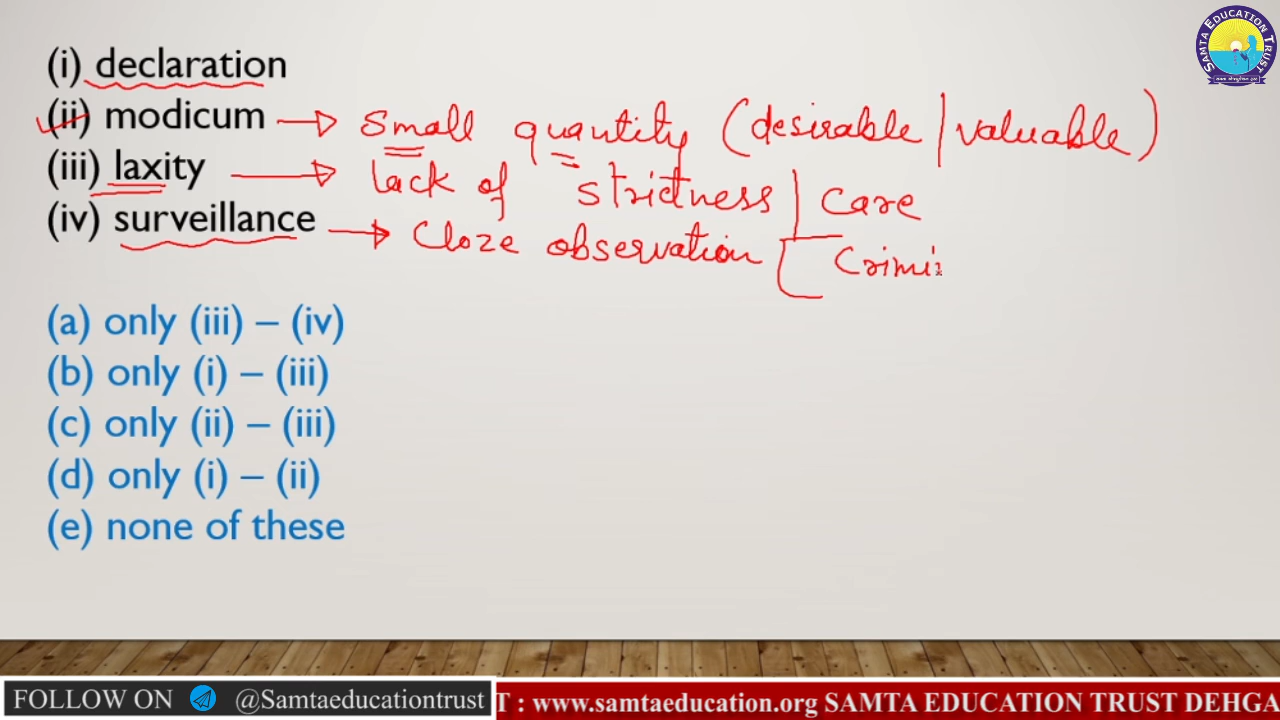 (i) declaration
(ii) modicum → small quantity (desirable | valuable)
(iii) laxity → lack of strictness | care
(iv) surveillance → Cloze observation [ Crimi
(a) only (iii) – (iv)
(b) only (i) – (iii)
(c) only (ii) – (iii)
(d) only (i) – (ii)
(e) none of these
SAMTA EDUCATION TRUST
FOLLOW ON @Samtaeducationtrust
T : www.samtaeducation.org SAMTA EDUCATION TRUST DEHGA